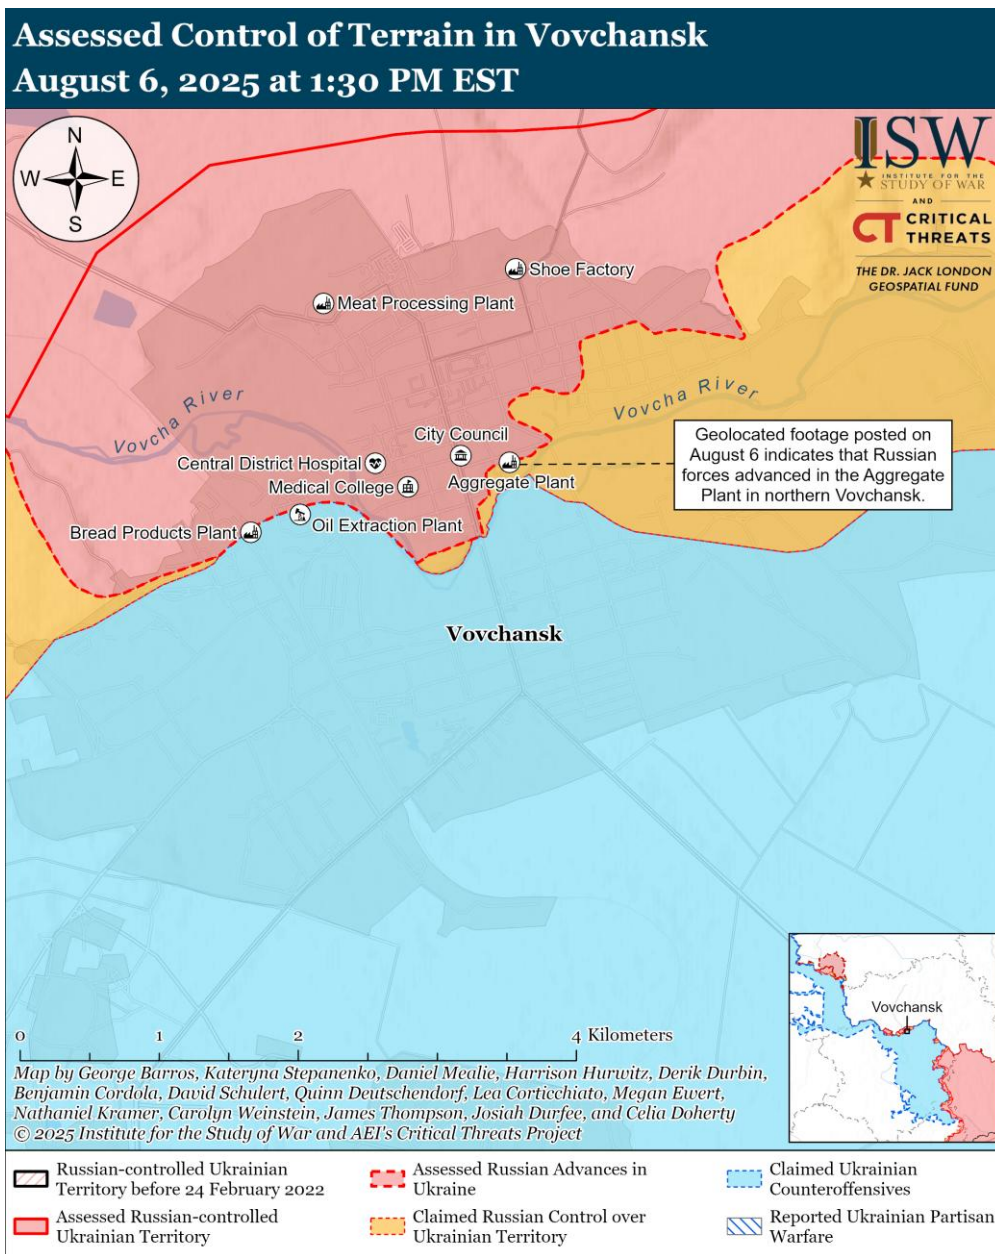 Assessed Control of Terrain in Vovchansk
August 6, 2025 at 1:30 PM EST
N
W E
S
ISW
INSTITUTE FOR THE
STUDY OF WAR
AND
CT CRITICAL
THREATS
THE DR. JACK LONDON
GEOSPATIAL FUND
Shoe Factory
Meat Processing Plant
Vovcha River
Vovcha River
City Council
Central District Hospital
Medical College
Aggregate Plant
Geolocated footage posted on
August 6 indicates that Russian
forces advanced in the Aggregate
Plant in northern Vovchansk.
Oil Extraction Plant
Bread Products Plant
Vovchansk
Vovchansk
0 1 2 4 Kilometers
Map by George Barros, Kateryna Stepanenko, Daniel Mealie, Harrison Hurwitz, Derik Durbin,
Benjamin Cordola, David Schulert, Quinn Deutschendorf, Lea Corticchiato, Megan Ewert,
Nathaniel Kramer, Carolyn Weinstein, James Thompson, Josiah Durfee, and Celia Doherty
© 2025 Institute for the Study of War and AEI's Critical Threats Project
Russian-controlled Ukrainian
Territory before 24 February 2022
Assessed Russian-controlled
Ukrainian Territory
Assessed Russian Advances in
Ukraine
Claimed Russian Control over
Ukrainian Territory
Claimed Ukrainian
Counteroffensives
Reported Ukrainian Partisan
Warfare